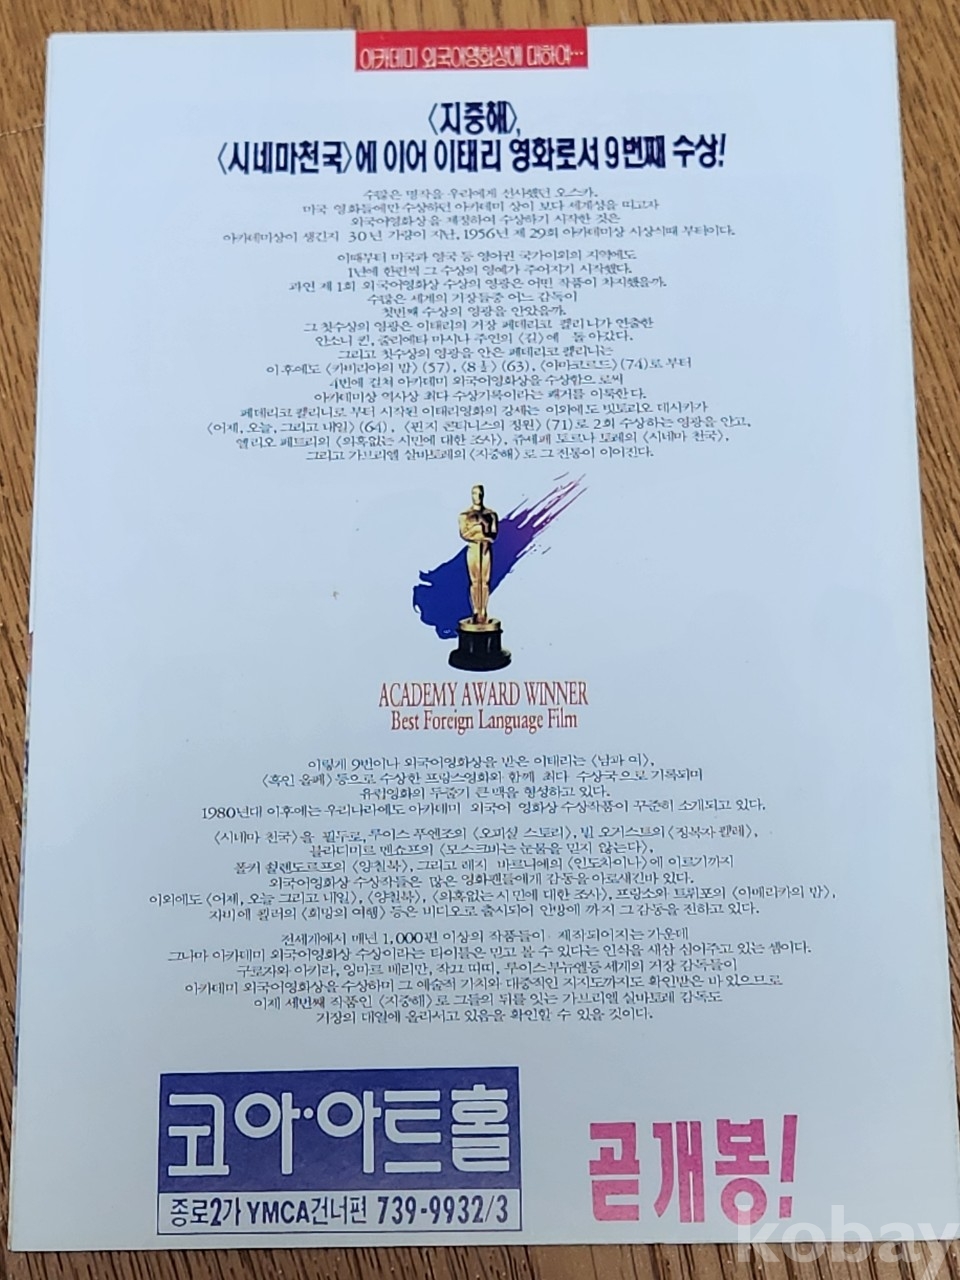 아카데미 외국어영화상에 대하여…
〈지중해〉,
〈시네마천국〉에 이어 이태리 영화로서 9번째 수상!
수많은 명작을 우리에게 선사했던 오스카.
미국 영화들에만 수상하던 아카데미 상이 보다 세계성을 띠고자
외국어영화상을 제정하여 수상하기 시작한 것은
아카데미상이 생긴지 30년 가량이 지난, 1956년 제 29회 아카데미상 시상식때 부터이다.
이때부터 미국과 영국 등 영어권 국가이외의 지역에도
1년에 한편씩 그 수상의 영예가 주어지기 시작했다.
과연 제 1회 외국어영화상 수상의 영광은 어떤 작품이 차지했을까.
수많은 세계의 거장들중 어느 감독이
첫번째 수상의 영광을 안았을까.
그 첫수상의 영광은 이태리의 거장 페데리코 펠리니가 연출한
안소니 퀸, 줄리에타 마시나 주연의 〈길〉에 돌아갔다.
그리고 첫수상의 영광을 안은 페데리코 펠리니는
이후에도 〈카비리아의 밤〉(57), 〈8½〉(63), 〈아마코르드〉(74)로 부터
4번에 걸쳐 아카데미 외국어영화상을 수상함으로써
아카데미상 역사상 최다 수상기록이라는 쾌거를 이룩한다.
페데리코 펠리니로 부터 시작된 이태리영화의 강세는 이외에도 빗토리오 데시카가
〈어제, 오늘, 그리고 내일〉(64), 〈핀지 콘티니스의 정원〉(71)로 2회 수상하는 영광을 안고,
엘리오 페트리의 〈의혹없는 시민에 대한 조사〉, 쥬세페 토르나토레의 〈시네마 천국〉,
그리고 가브리엘 살바토레의 〈지중해〉로 그 전통이 이어진다.
ACADEMY AWARD WINNER
Best Foreign Language Film
이렇게 9번이나 외국어영화상을 받은 이태리는 〈남과 여〉,
〈흑인 올페〉 등으로 수상한 프랑스영화와 함께 최다 수상국으로 기록되며
유럽영화의 두줄기 큰 맥을 형성하고 있다.
1980년대 이후에는 우리나라에도 아카데미 외국어 영화상 수상작품이 꾸준히 소개되고 있다.
〈시네마 천국〉을 필두로, 루이스 푸엔조의 〈오피셜 스토리〉, 빌 오거스트의 〈정복자 펠레〉,
블라디미르 멘쇼프의 〈모스크바는 눈물을 믿지 않는다〉,
폴커 쉴렌도르프의 〈양철북〉, 그리고 레지 바르니에의 〈인도차이나〉에 이르기까지
외국어영화상 수상작들은 많은 영화팬들에게 감동을 아로새긴바 있다.
이외에도 〈어제, 오늘 그리고 내일〉, 〈양철북〉, 〈의혹없는 시민에 대한 조사〉, 프랑소와 트뤼포의 〈아메리카의 밤〉,
자비에 퀼러의 〈희망의 여행〉 등은 비디오로 출시되어 안방에 까지 그 감동을 전하고 있다.
전세계에서 매년 1,000편 이상의 작품들이 제작되어지는 가운데
그나마 아카데미 외국어영화상 수상이라는 타이틀은 믿고 볼 수 있다는 인식을 새삼 심어주고 있는 셈이다.
구로자와 아키라, 잉마르 베리만, 작끄 따띠, 루이스부뉴엘등 세계의 거장 감독들이
아카데미 외국어영화상을 수상하며 그 예술적 가치와 대중적인 지지도까지도 확인받은 바 있으므로
이제 세번째 작품인 〈지중해〉로 그들의 뒤를 잇는 가브리엘 살바토레 감독도
거장의 대열에 올라서고 있음을 확인할 수 있을 것이다.
코아·아트홀
종로2가 YMCA건너편 739-9932/3
곧개봉!
kobay